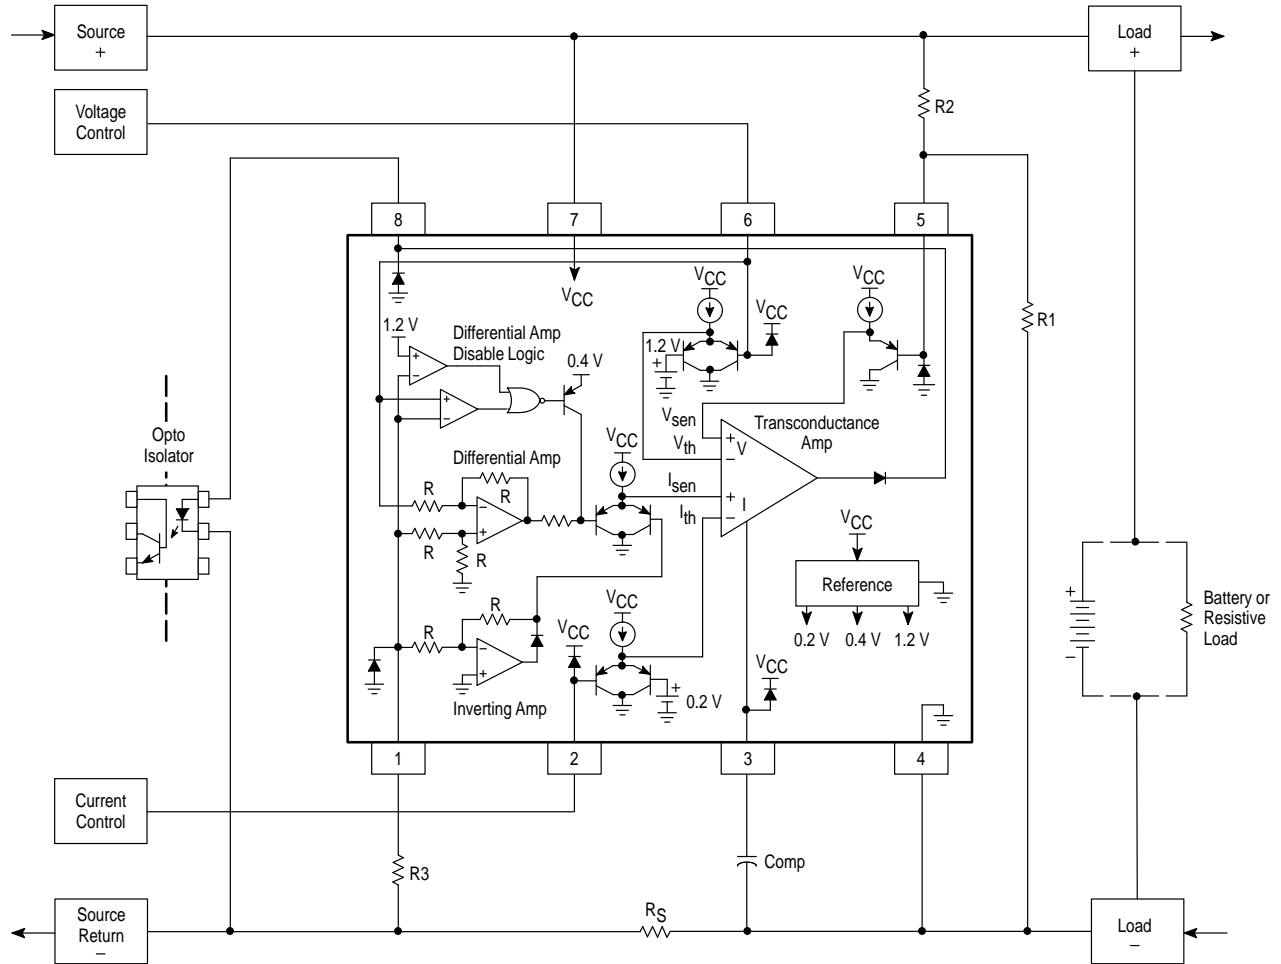 Source
+
Load
+
Voltage
Control
R2
8
7
6
5
VCC
1.2 V
Differential Amp
Disable Logic
0.4 V
VCC
VCC
1.2 V
+
VCC
R1
+
−
+
−
Opto
Isolator
Vsen
Vth
Transconductance
Amp
+
V
−
VCC
Differential Amp
R
R
−
+
Isen
Ith
+
I
−
R
R
VCC
Reference
0.2 V
0.4 V
1.2 V
+
−
Battery or
Resistive
Load
R
R
−
+
Inverting Amp
VCC
VCC
+
0.2 V
VCC
1
2
3
4
Current
Control
R3
Comp
Source
Return
−
RS
Load
−